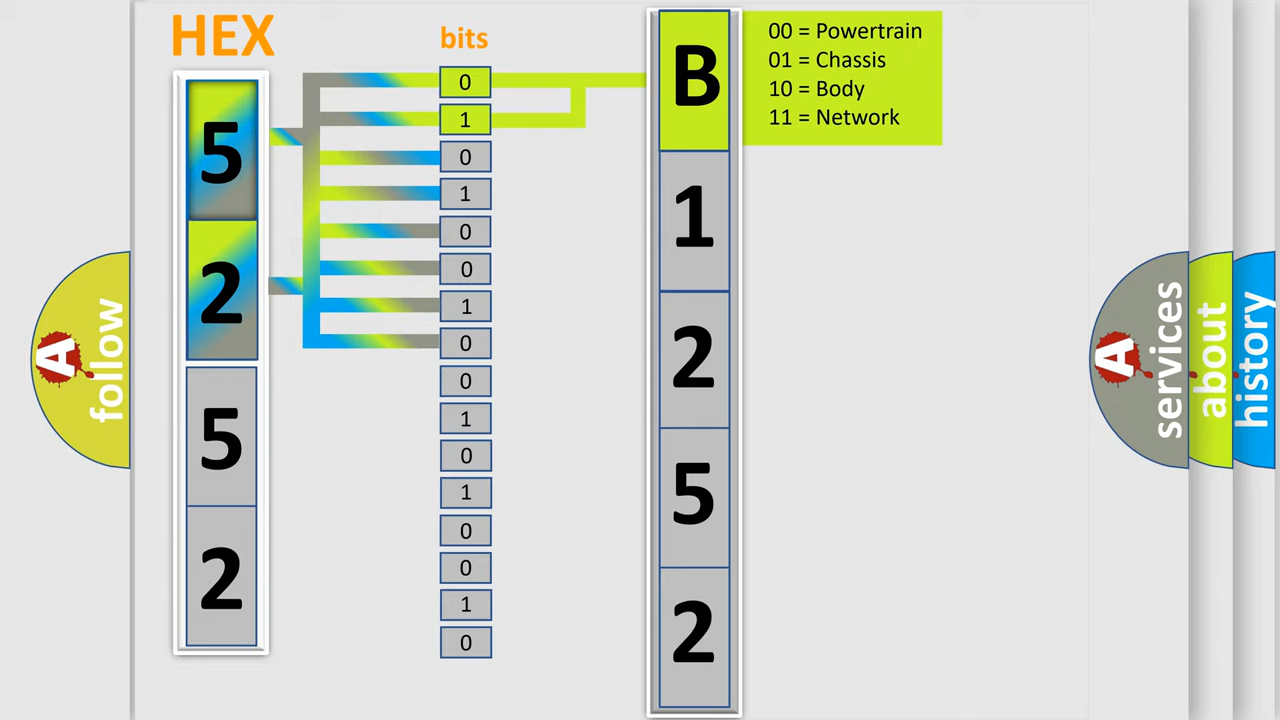 HEX
bits
5
2
5
2
0
1
0
1
0
0
1
0
0
1
0
1
0
0
1
0
B
1
2
5
2
00 = Powertrain
01 = Chassis
10 = Body
11 = Network
A
follow
A
services
about
history